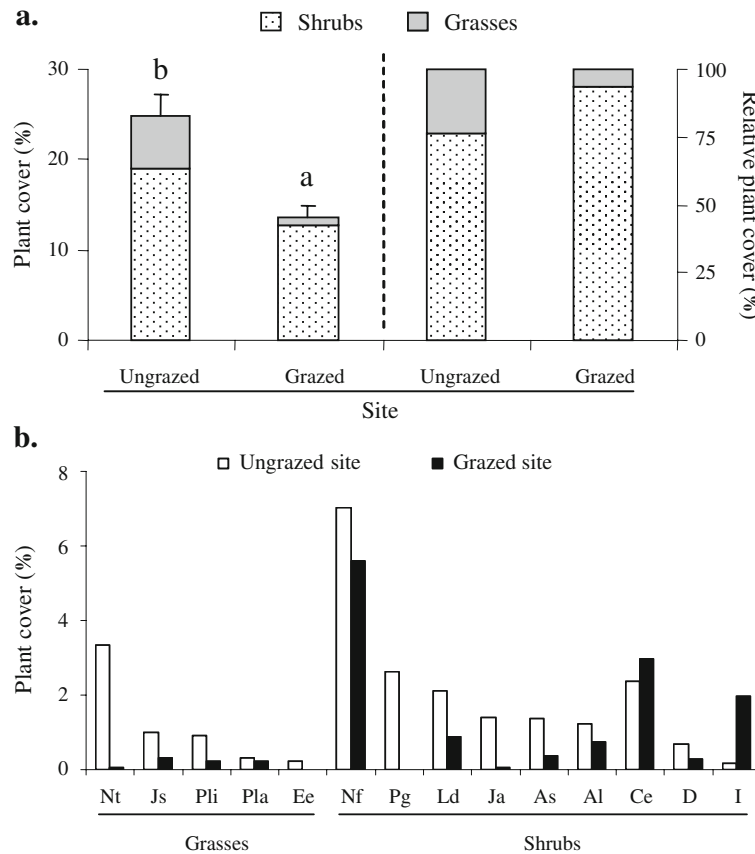 a.
Shrubs Grasses
30 b 100
20 75
a
10 50
25
0 0
Plant cover (%)
Relative plant cover (%)
Ungrazed Grazed Ungrazed Grazed
Site
b.
Ungrazed site Grazed site
8
6
4
2
0
Plant cover (%)
Nt Js Pli Pla Ee Nf Pg Ld Ja As Al Ce D I
Grasses Shrubs